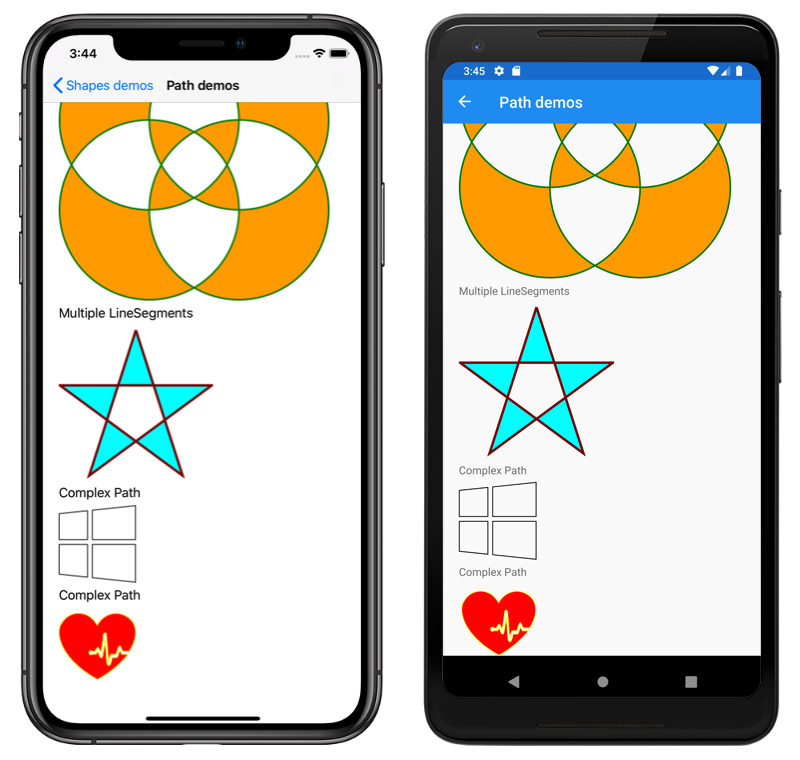 3:44
Shapes demos Path demos
Multiple LineSegments
Complex Path
Complex Path
3:45
Path demos
Multiple LineSegments
Complex Path
Complex Path